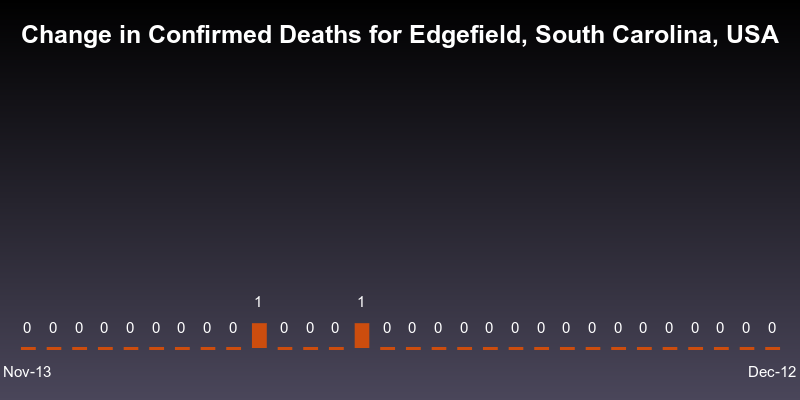 Change in Confirmed Deaths for Edgefield, South Carolina, USA
1 1
0 0 0 0 0 0 0 0 0 0 0 0 0 0 0 0 0 0 0 0 0 0 0 0 0 0 0 0
Nov-13 Dec-12